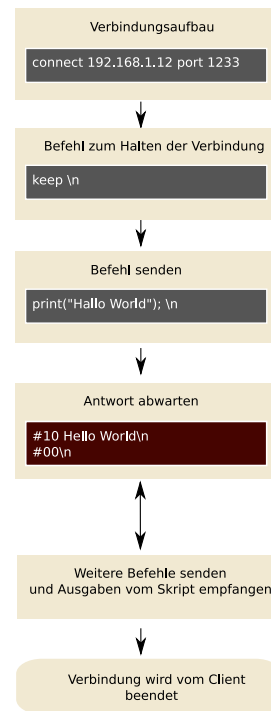 Verbindungsaufbau
connect 192.168.1.12 port 1233
Befehl zum Halten der Verbindung
keep \n
Befehl senden
print("Hallo World"); \n
Antwort abwarten
#10 Hello World\n
#00\n
Weitere Befehle senden
und Ausgaben vom Skript empfangen
Verbindung wird vom Client
beendet